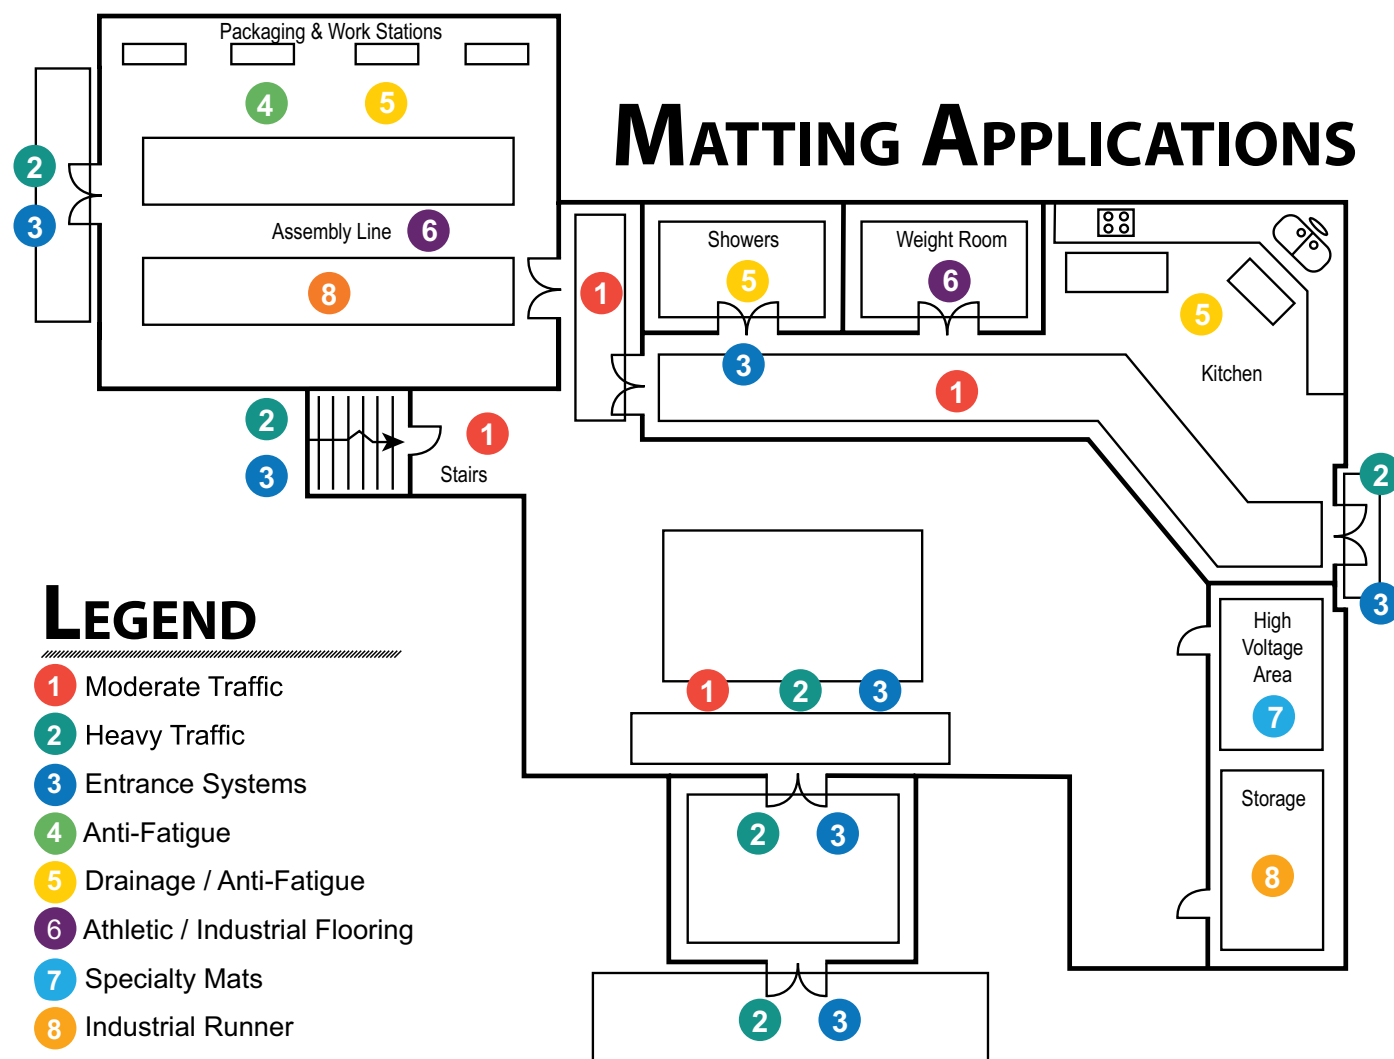 Packaging & Work Stations
4
5
MATTING APPLICATIONS
2
3
Assembly Line
6
8
1
Showers
5
Weight Room
6
5
Kitchen
3
1
2
3
1
Stairs
2
3
High
Voltage
Area
7
1
2
3
Storage
8
2
3
2
3
LEGEND
1 Moderate Traffic
2 Heavy Traffic
3 Entrance Systems
4 Anti-Fatigue
5 Drainage / Anti-Fatigue
6 Athletic / Industrial Flooring
7 Specialty Mats
8 Industrial Runner